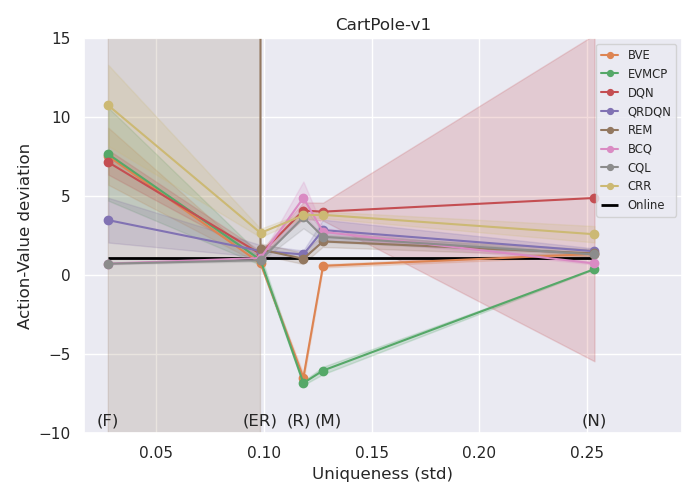 CartPole-v1
Action-Value deviation
15
10
5
0
−5
−10
BVE
EVMCP
DQN
QRDQN
REM
BCQ
CQL
CRR
Online
(F) (ER) (R) (M) (N)
0.05 0.10 0.15 0.20 0.25
Uniqueness (std)